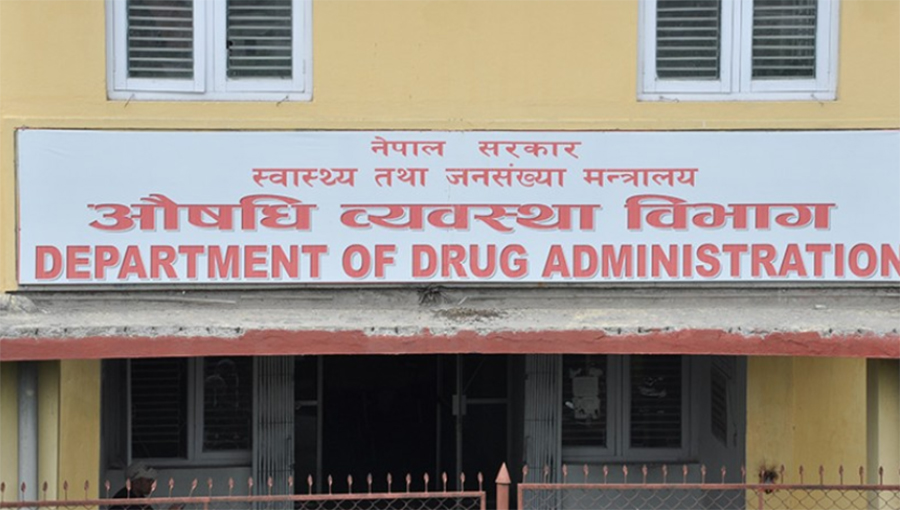 नेपाल सरकार
स्वास्थ्य तथा जनसंख्या मन्त्रालय
औषधि व्यवस्था विभाग
DEPARTMENT OF DRUG ADMINISTRATION